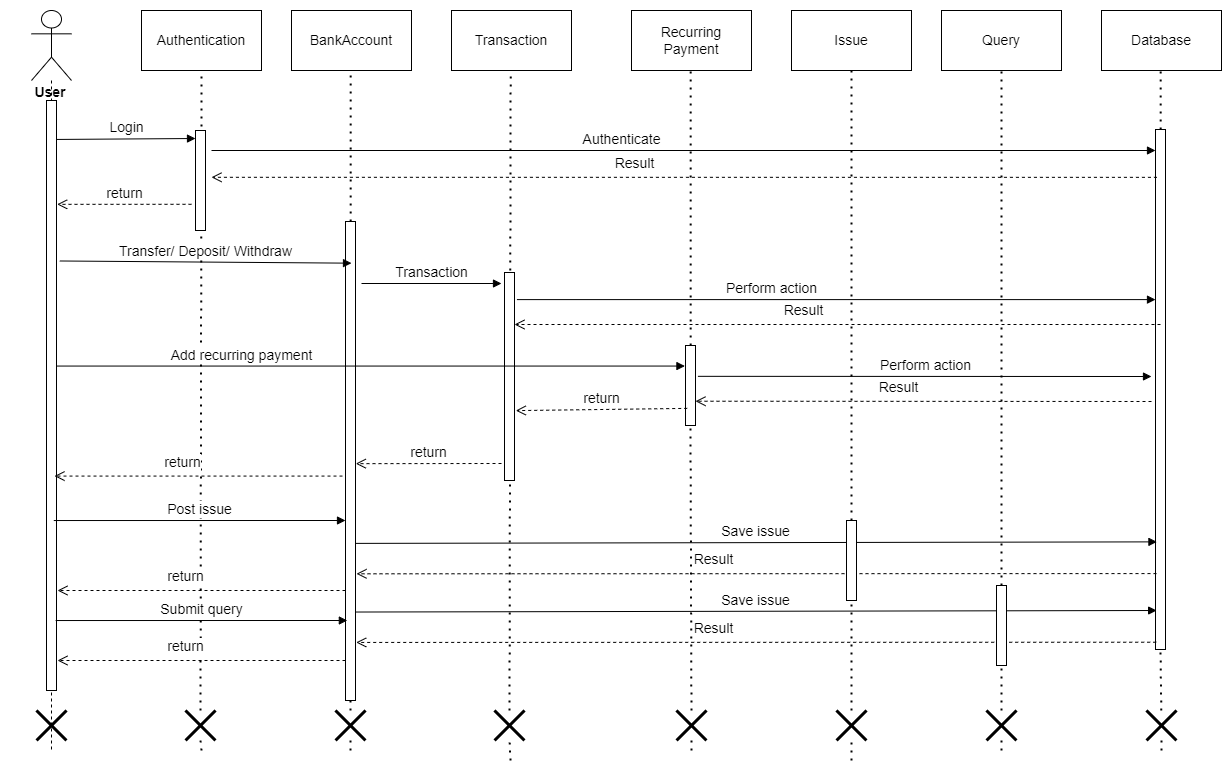 User
Authentication
BankAccount
Transaction
Recurring
Payment
Issue
Query
Database
Login
Authenticate
Result
return
Transfer/ Deposit/ Withdraw
Transaction
Perform action
Result
Add recurring payment
Perform action
Result
return
return
return
Post issue
Save issue
Result
return
Save issue
Submit query
Result
return